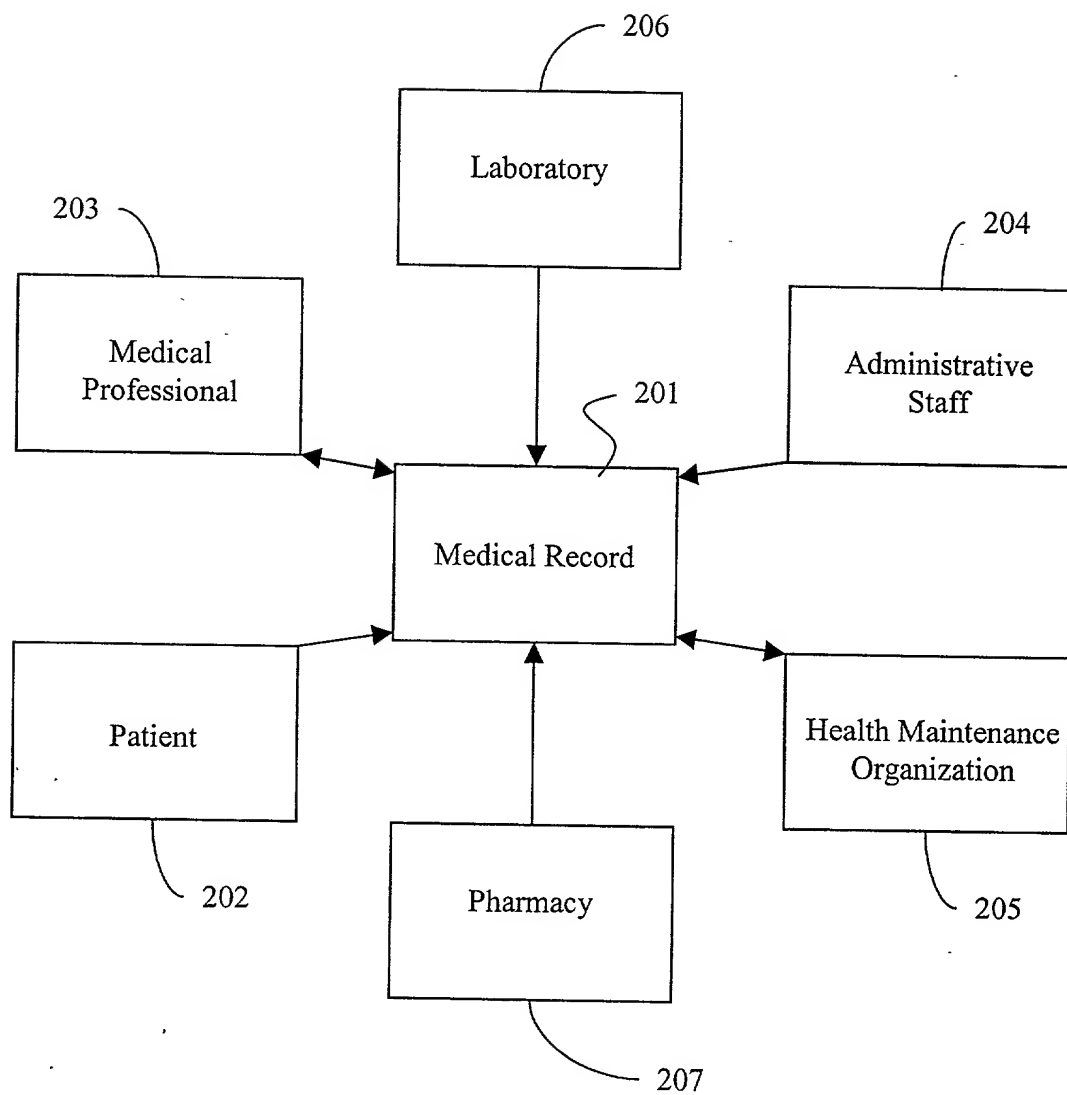 206
Laboratory
203
204
Medical
Professional
Administrative
Staff
201
Medical Record
Patient
Health Maintenance
Organization
202
Pharmacy
205
207